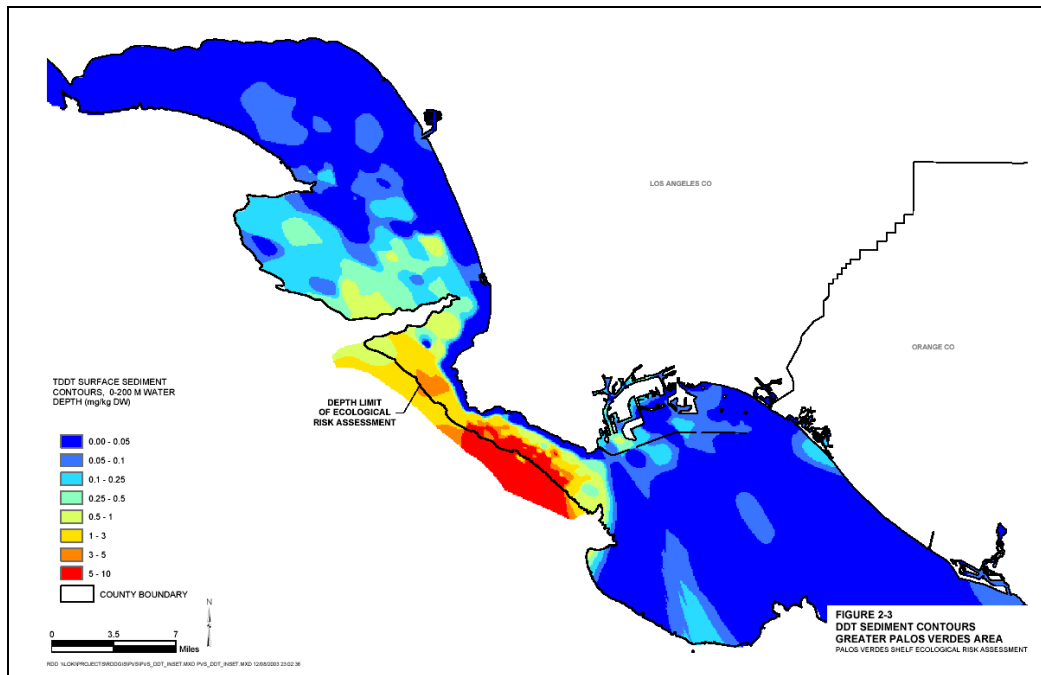 LOS ANGELES CO
ORANGE CO
DEPTH LIMIT
OF ECOLOGICAL
RISK ASSESSMENT
TDDT SURFACE SEDIMENT
CONTOURS, 0-200 M WATER
DEPTH (mg/kg DW)
0.00 - 0.05
0.05 - 0.1
0.1 - 0.25
0.25 - 0.5
0.5 - 1
1 - 3
3 - 5
5 - 10
COUNTY BOUNDARY
N
0 3.5 7
Miles
FIGURE 2-3
DDT SEDIMENT CONTOURS
GREATER PALOS VERDES AREA
PALOS VERDES SHELF ECOLOGICAL RISK ASSESSMENT